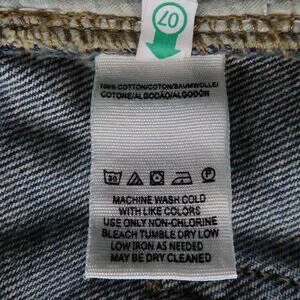 07
100% COTTON/COTON/BAUMWOLLE/
COTONE/ALGODÃO/ALGODÓN
30 P
MACHINE WASH COLD
WITH LIKE COLORS
USE ONLY NON-CHLORINE
BLEACH TUMBLE DRY LOW
LOW IRON AS NEEDED
MAY BE DRY CLEANED